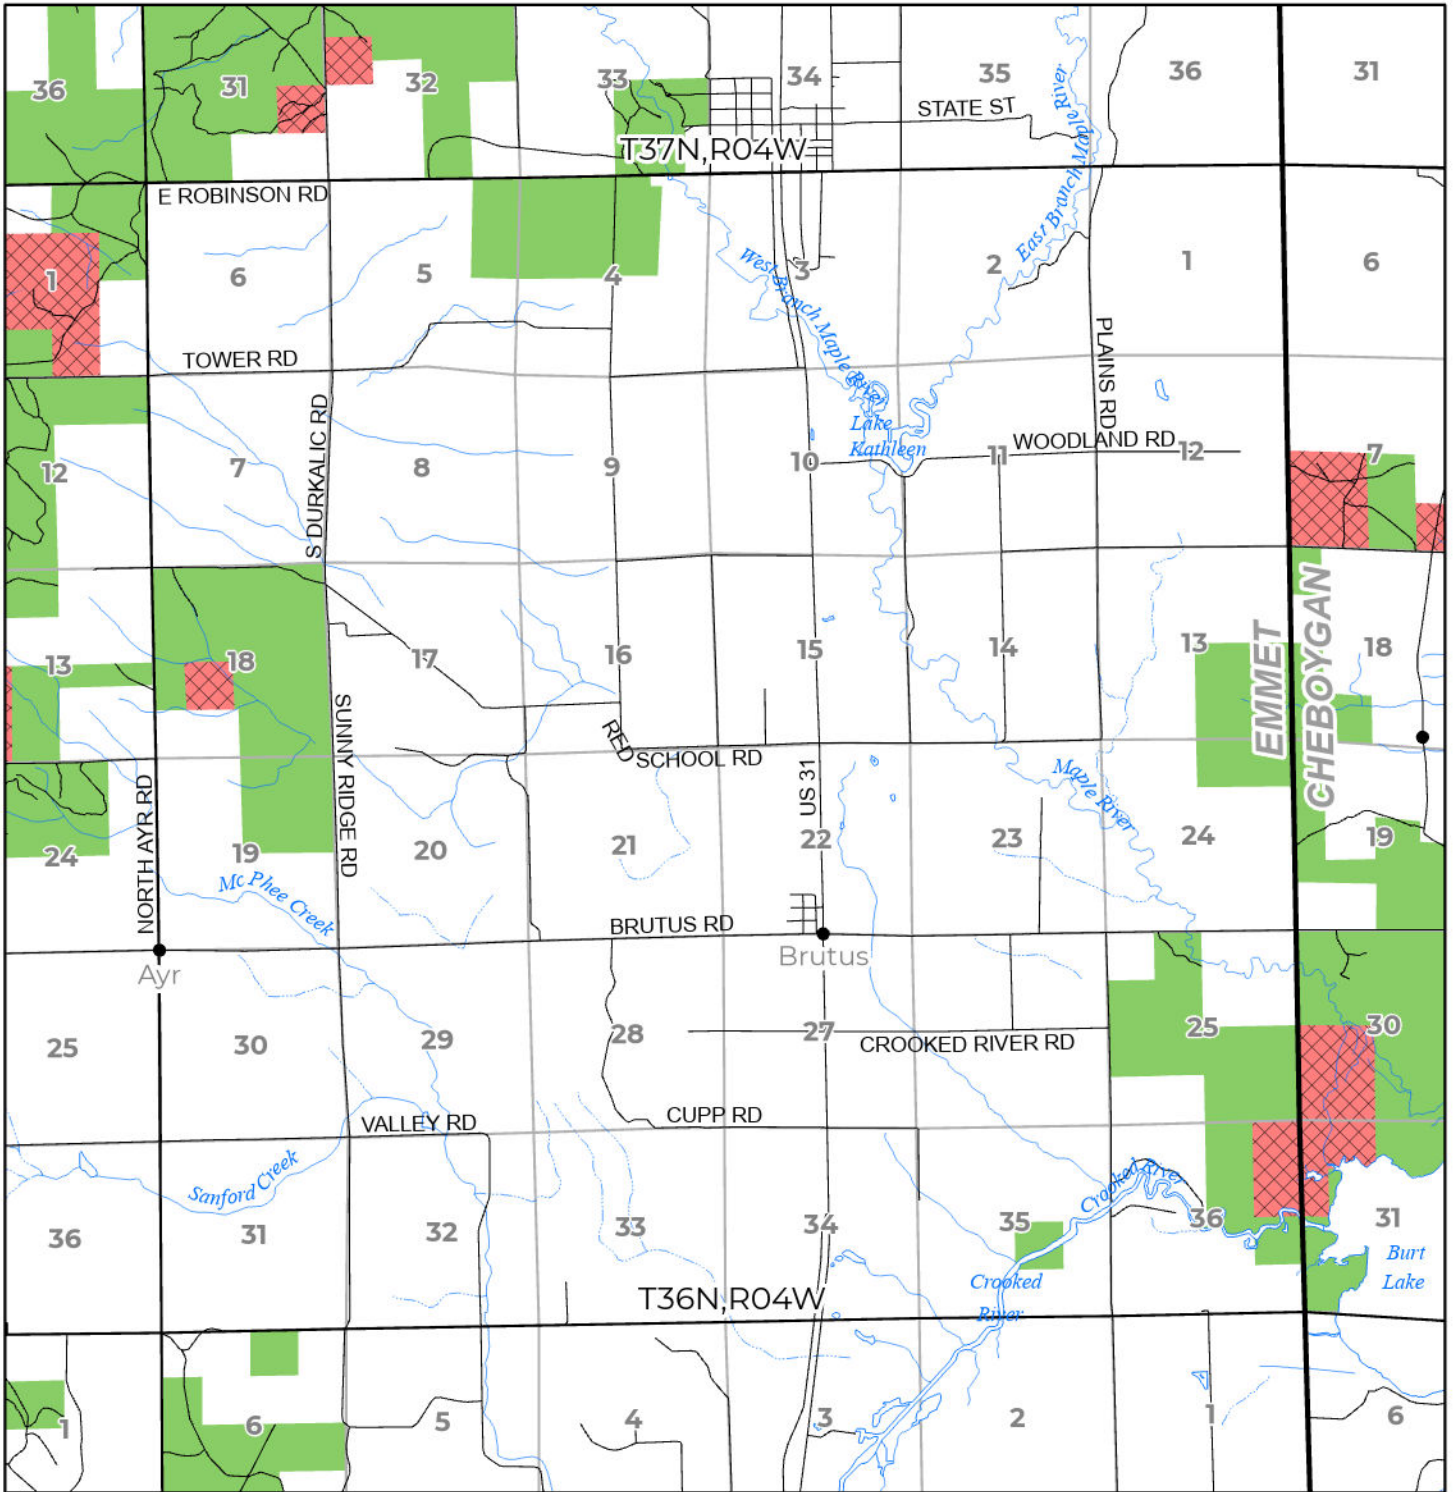 36
31
32
33
34
35
36
31
STATE ST
East Branch Maple River
T37N,R04W
E ROBINSON RD
1
6
5
4
West Branch Maple River
3
2
1
6
TOWER RD
PLAINS RD
S DURKALIC RD
Lake
Kathleen
WOODLAND RD
12
7
8
9
10
11
12
7
13
18
17
16
15
14
13
18
EMMET
CHEBOYGAN
SUNNY RIDGE RD
RED
SCHOOL RD
US 31
Maple River
NORTH AYR RD
24
19
20
21
22
23
24
19
Mc Phee Creek
BRUTUS RD
Ayr
Brutus
25
30
29
28
27
CROOKED RIVER RD
25
30
VALLEY RD
CUPP RD
Sanford Creek
Crooked River
36
31
32
33
34
35
36
31
Burt
Lake
Crooked
River
T36N,R04W
1
6
5
4
3
2
1
6